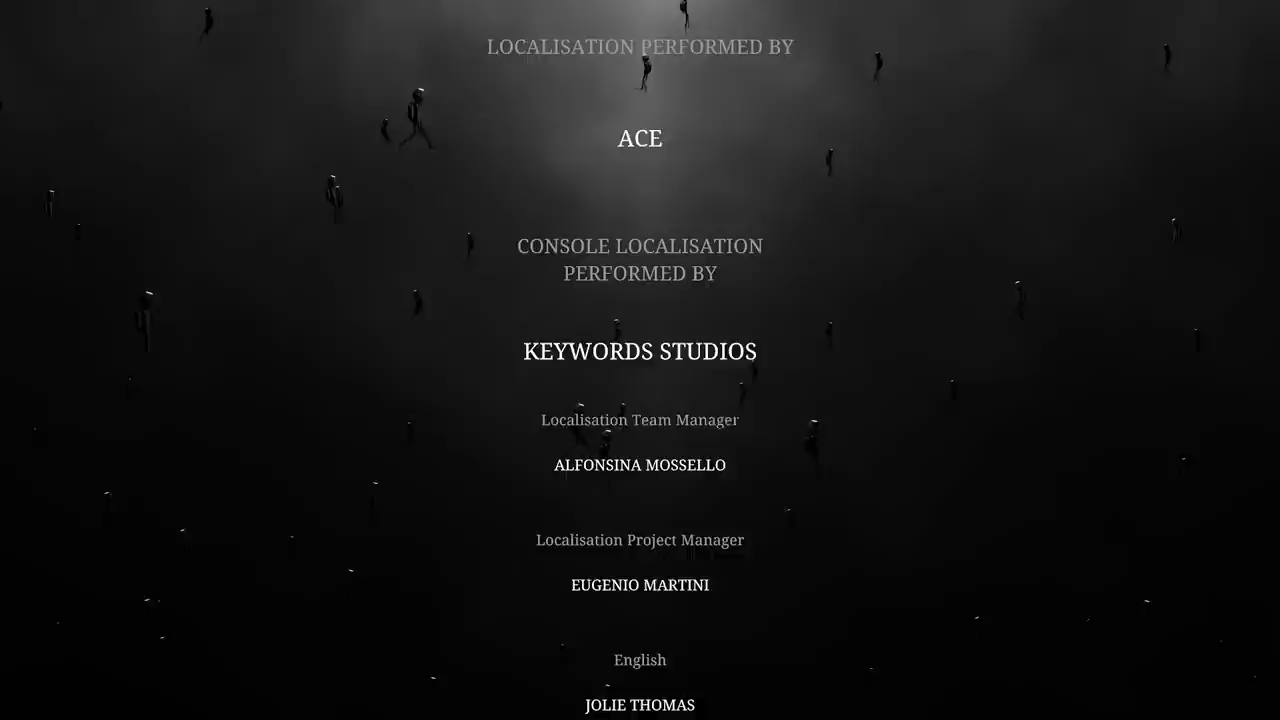 LOCALISATION PERFORMED BY
ACE
CONSOLE LOCALISATION
PERFORMED BY
KEYWORDS STUDIOS
Localisation Team Manager
ALFONSINA MOSSELLO
Localisation Project Manager
EUGENIO MARTINI
English
JOLIE THOMAS